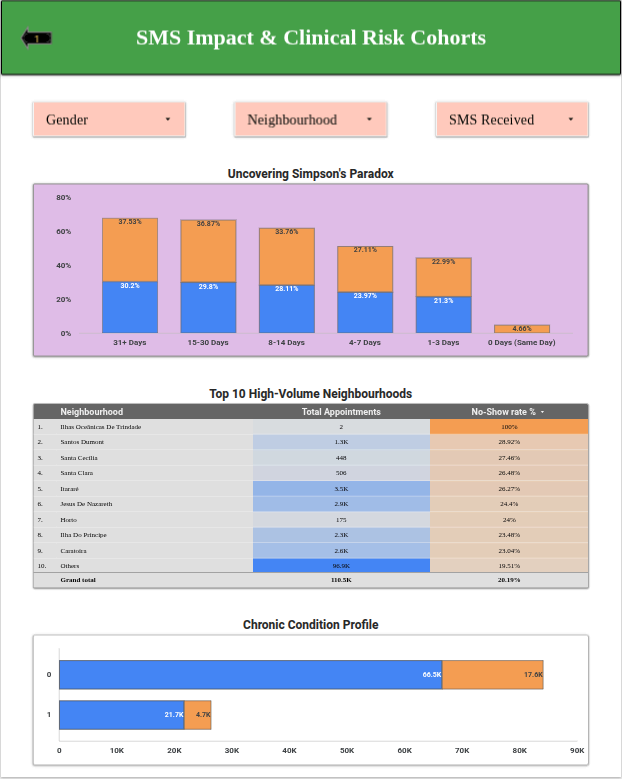 1
SMS Impact & Clinical Risk Cohorts
Gender
Neighbourhood
SMS Received
Uncovering Simpson's Paradox
80%
60%
40%
20%
0%
37.53% 36.87% 33.76% 27.11% 22.99% 4.66%
30.2% 29.8% 28.11% 23.97% 21.3%
31+ Days 15-30 Days 8-14 Days 4-7 Days 1-3 Days 0 Days (Same Day)
Top 10 High-Volume Neighbourhoods
Neighbourhood Total Appointments No-Show rate %
1. Ilhas Oceânicas De Trindade 2 100%
2. Santos Dumont 1.3K 28.92%
3. Santa Cecília 448 27.46%
4. Santa Clara 506 26.48%
5. Itararé 3.5K 26.27%
6. Jesus De Nazareth 2.9K 24.4%
7. Horto 175 24%
8. Ilha Do Príncipe 2.3K 23.48%
9. Caratoíra 2.6K 23.04%
10. Others 96.9K 19.51%
Grand total 110.5K 20.19%
Chronic Condition Profile
0 66.5K 17.6K
1 21.7K 4.7K
0 10K 20K 30K 40K 50K 60K 70K 80K 90K